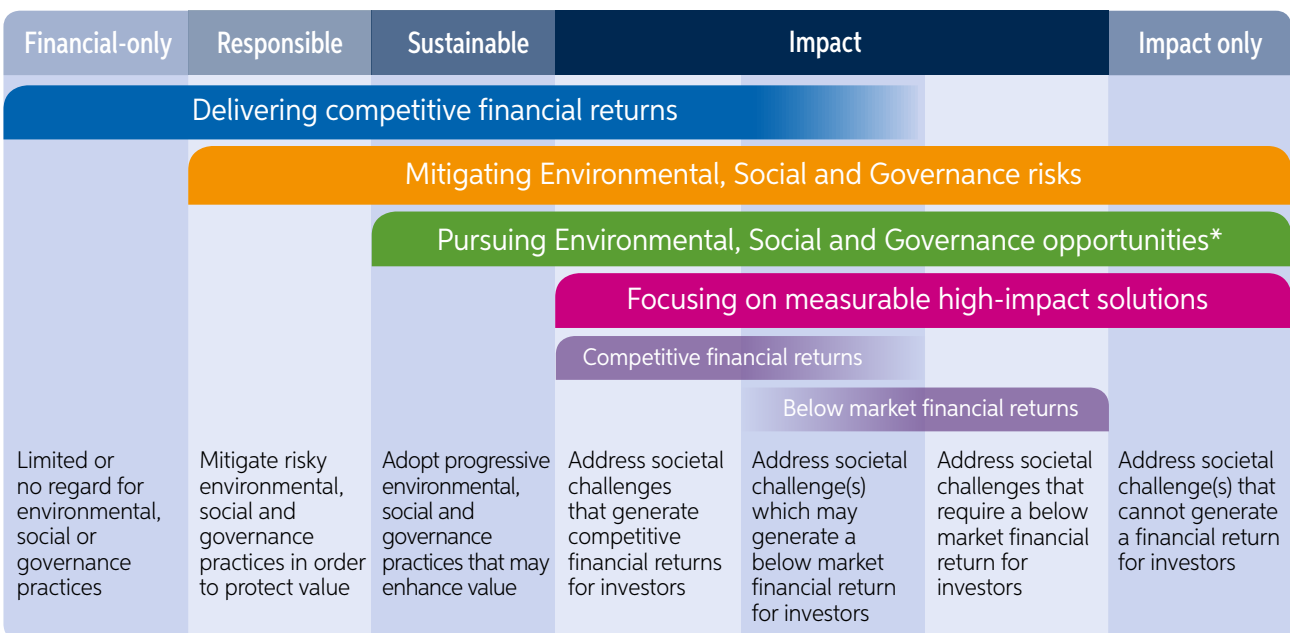 Financial-only
Responsible
Sustainable
Impact
Impact only
Delivering competitive financial returns
Mitigating Environmental, Social and Governance risks
Pursuing Environmental, Social and Governance opportunities*
Focusing on measurable high-impact solutions
Competitive financial returns
Below market financial returns
Limited or
no regard for
environmental,
social or
governance
practices
Mitigate risky
environmental,
social and
governance
practices in order
to protect value
Adopt progressive
environmental,
social and
governance
practices that may
enhance value
Address societal
challenges
that generate
competitive
financial returns
for investors
Address societal
challenge(s)
which may
generate a
below market
financial return
for investors
Address societal
challenges that
require a below
market financial
return for
investors
Address societal
challenge(s) that
cannot generate
a financial return
for investors